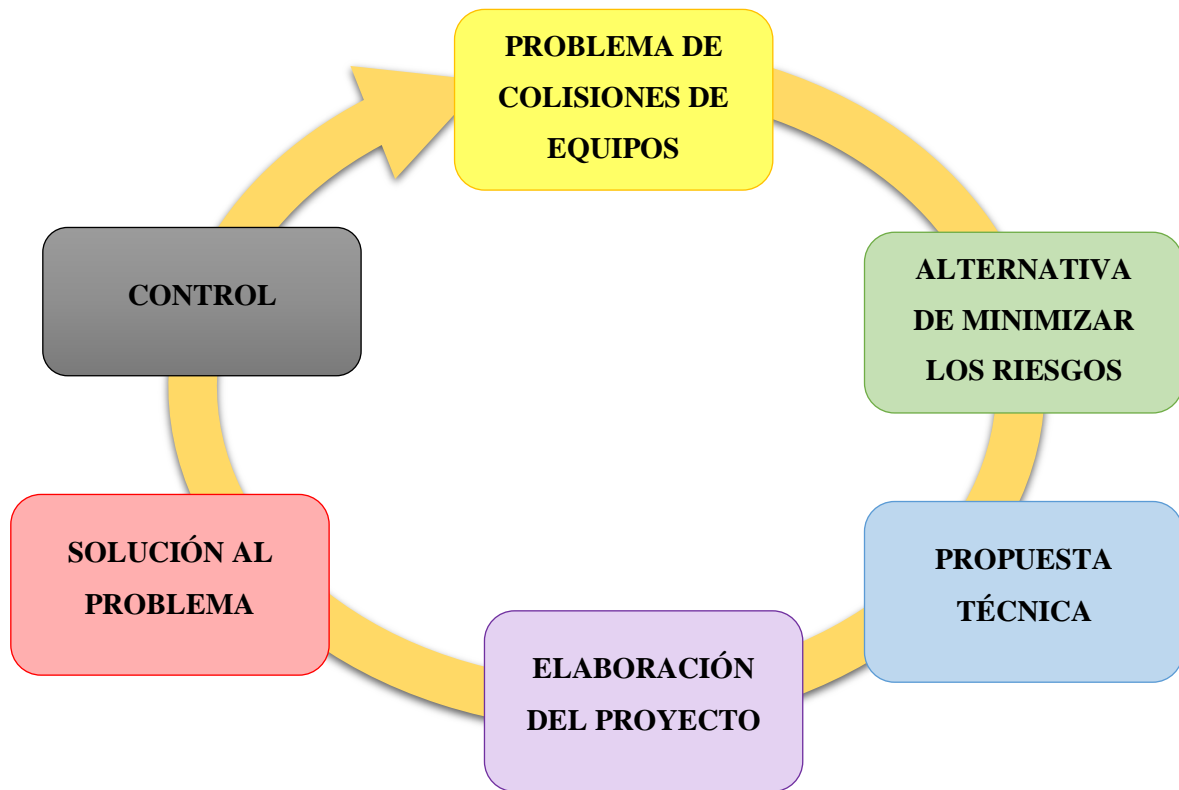 PROBLEMA DE
COLISIONES DE
EQUIPOS
ALTERNATIVA
DE MINIMIZAR
LOS RIESGOS
PROPUESTA
TÉCNICA
ELABORACIÓN
DEL PROYECTO
SOLUCIÓN AL
PROBLEMA
CONTROL